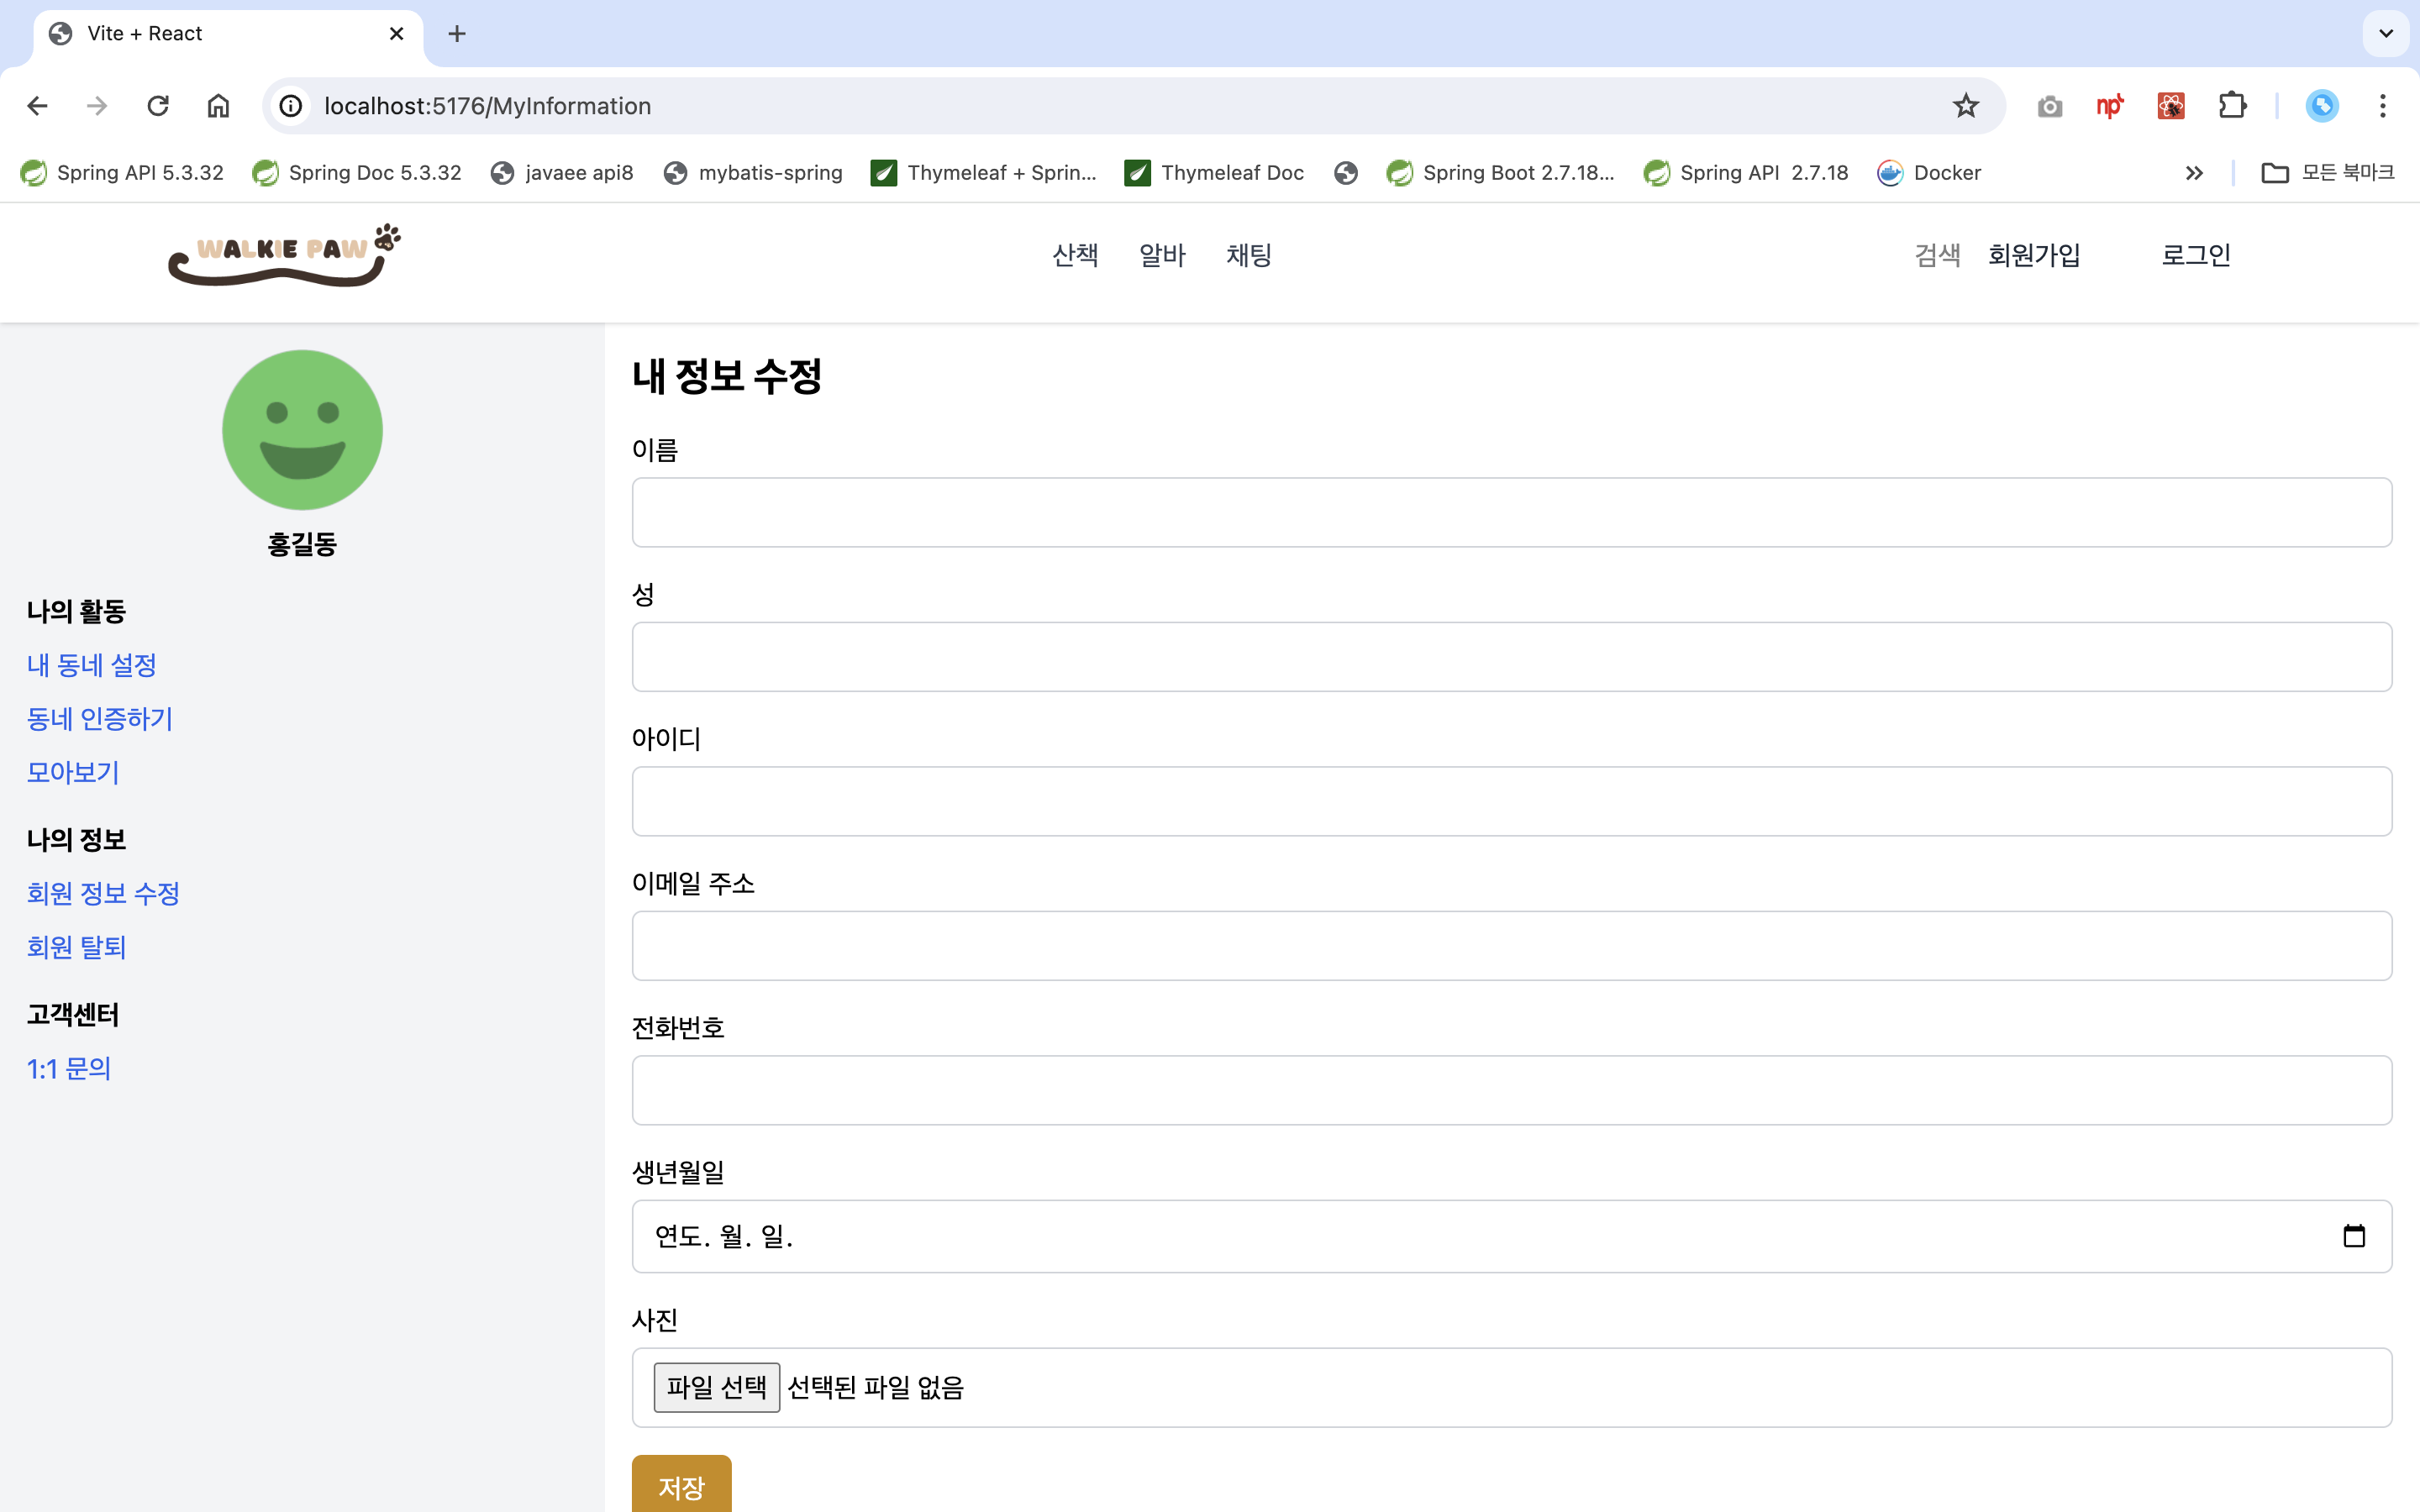 Vite + React
localhost:5176/MyInformation
Spring API 5.3.32 Spring Doc 5.3.32 javaee api8 mybatis-spring Thymeleaf + Sprin... Thymeleaf Doc Spring Boot 2.7.18... Spring API 2.7.18 Docker 모든 북마크
WALKIE PAW 산책 알바 채팅 검색 회원가입 로그인
홍길동
나의 활동
내 동네 설정
동네 인증하기
모아보기
나의 정보
회원 정보 수정
회원 탈퇴
고객센터
1:1 문의
내 정보 수정
이름
성
아이디
이메일 주소
전화번호
생년월일
연도. 월. 일.
사진
파일 선택 선택된 파일 없음
저장